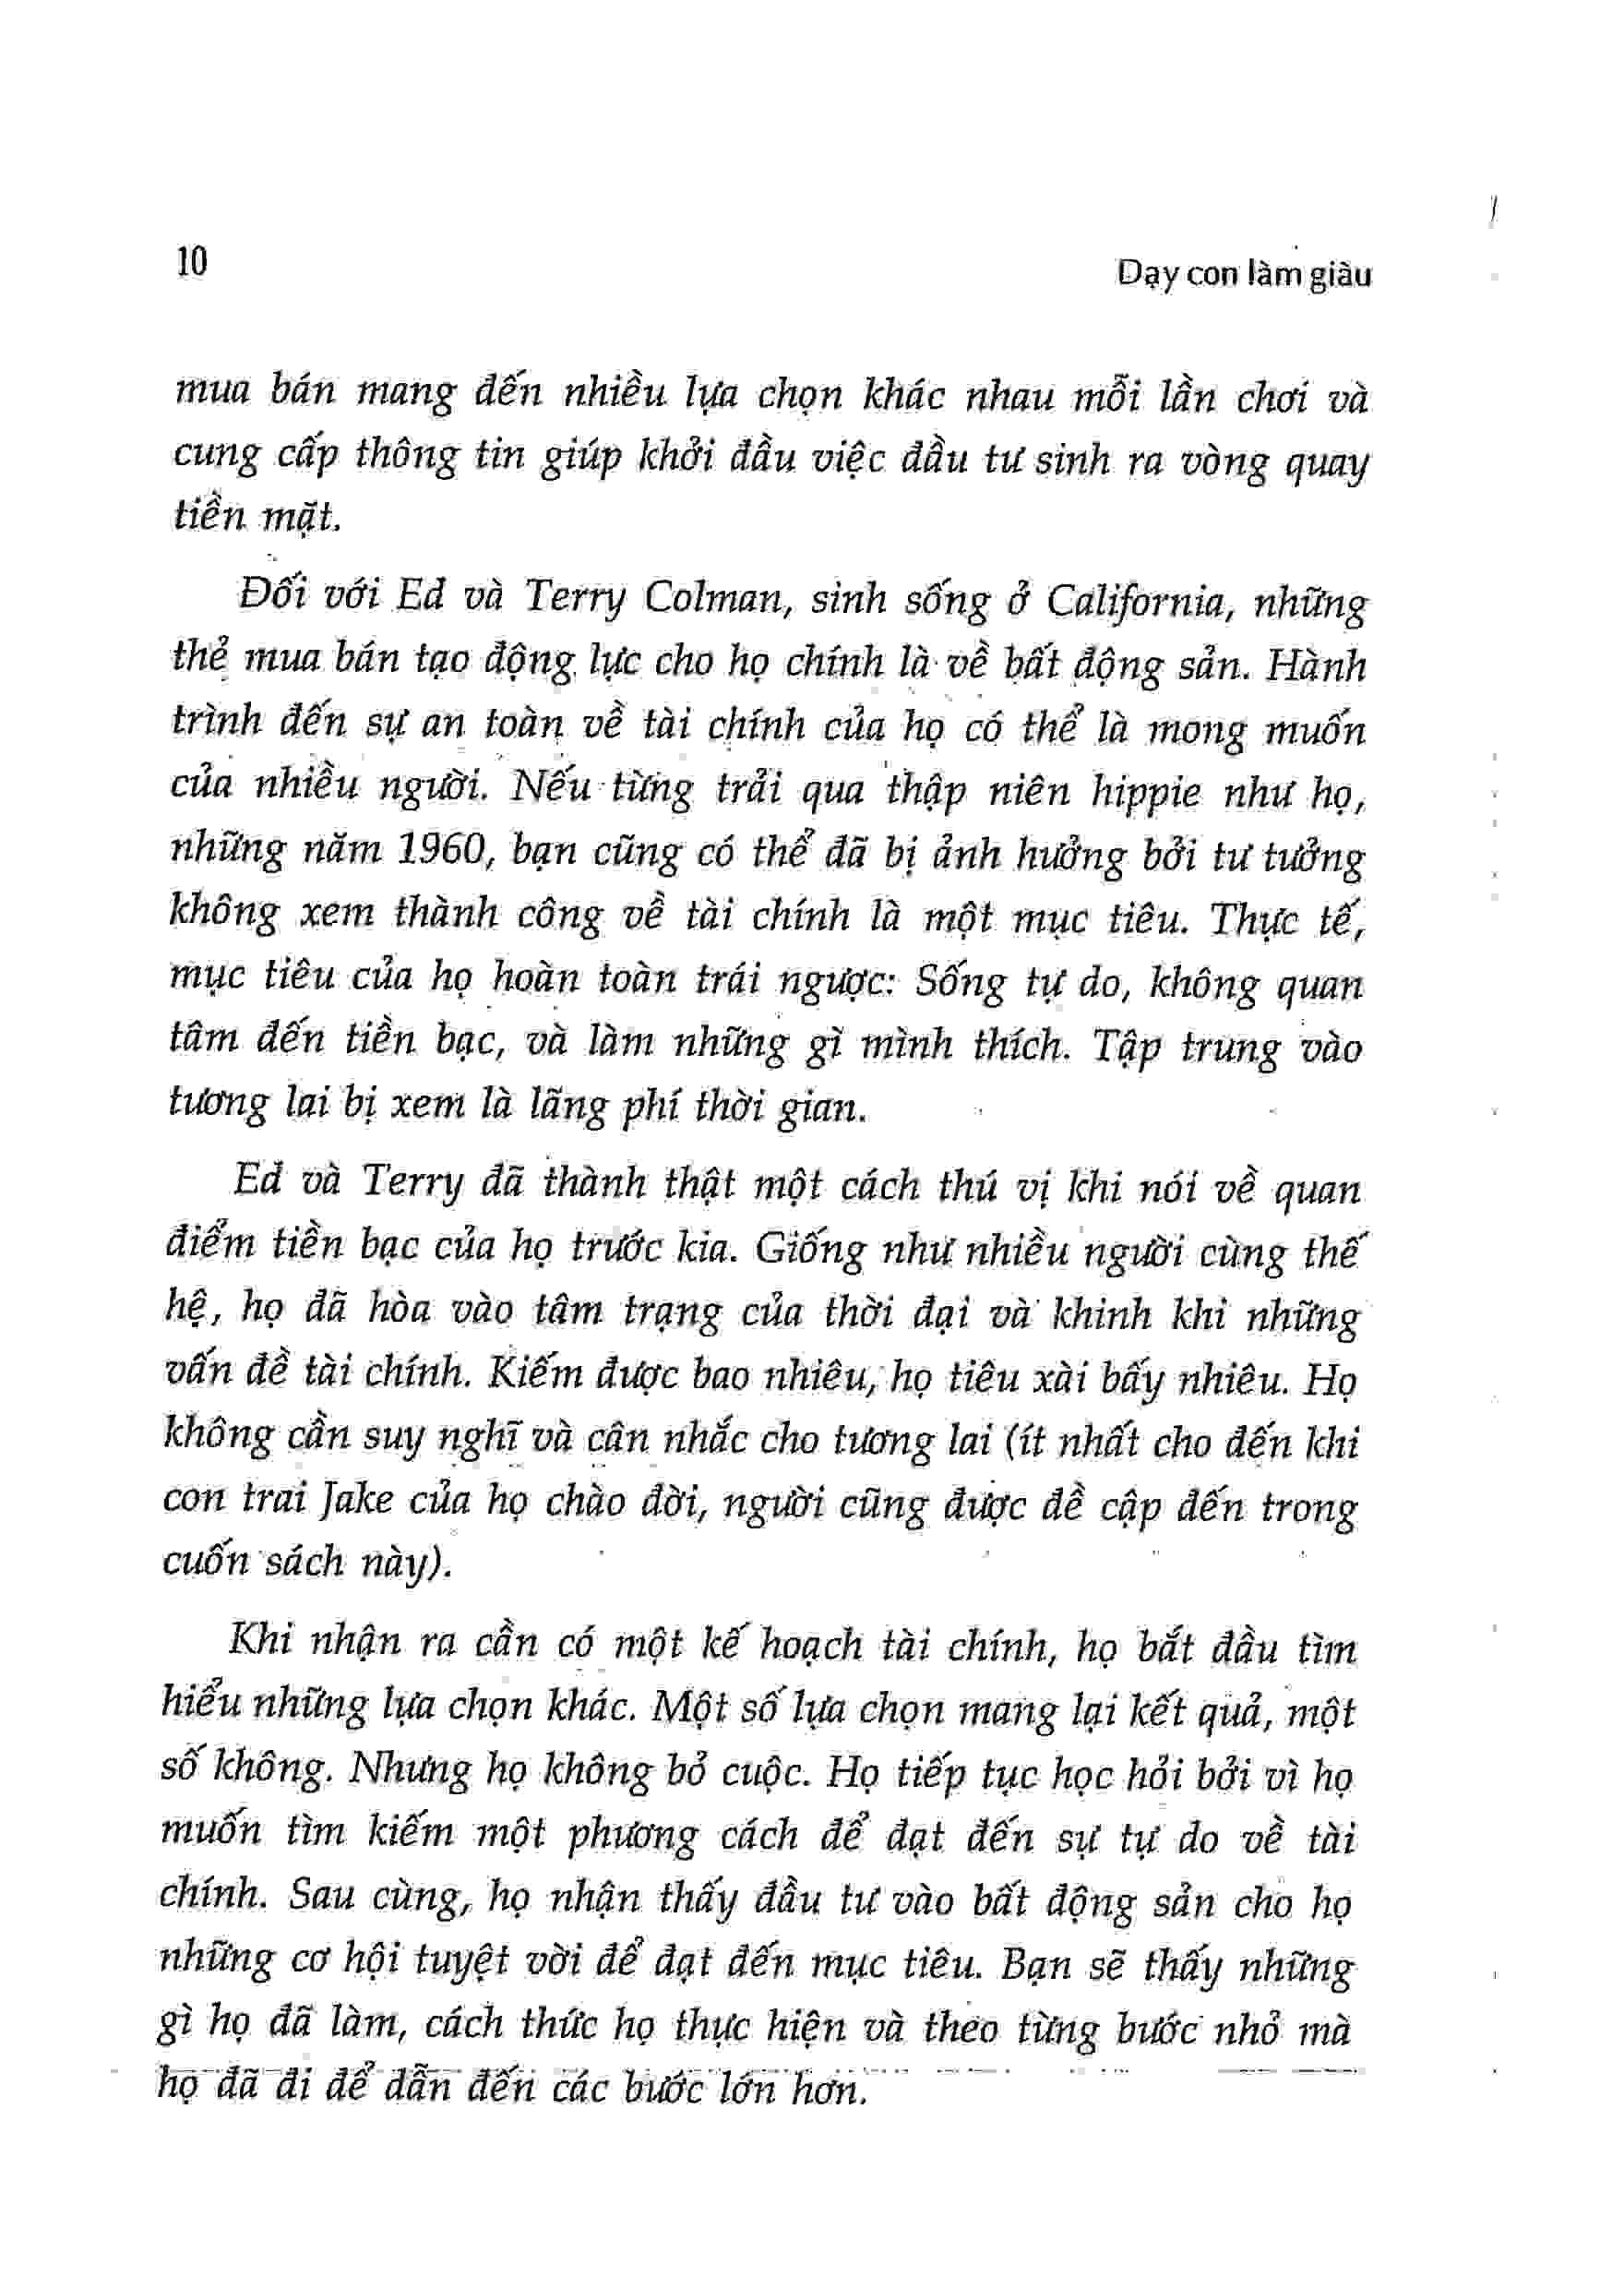 10
Dạy con làm giàu
mua bán mang đến nhiều lựa chọn khác nhau mỗi lần chơi và
cung cấp thông tin giúp khởi đầu việc đầu tư sinh ra vòng quay
tiền mặt.
Đối với Ed và Terry Colman, sinh sống ở California, những
thẻ mua bán tạo động lực cho họ chính là về bất động sản. Hành
trình đến sự an toàn về tài chính của họ có thể là mong muốn
của nhiều người. Nếu từng trải qua thập niên hippie như họ,
những năm 1960, bạn cũng có thể đã bị ảnh hưởng bởi tư tưởng
không xem thành công về tài chính là một mục tiêu. Thực tế,
mục tiêu của họ hoàn toàn trái ngược: Sống tự do, không quan
tâm đến tiền bạc, và làm những gì mình thích. Tập trung vào
tương lai bị xem là lãng phí thời gian.
Ed và Terry đã thành thật một cách thú vị khi nói về quan
điểm tiền bạc của họ trước kia. Giống như nhiều người cùng thế
hệ, họ đã hòa vào tâm trạng của thời đại và khinh khi những
vấn đề tài chính. Kiếm được bao nhiêu, họ tiêu xài bấy nhiêu. Họ
không cần suy nghĩ và cân nhắc cho tương lai (ít nhất cho đến khi
con trai Jake của họ chào đời, người cũng được đề cập đến trong
cuốn sách này).
Khi nhận ra cần có một kế hoạch tài chính, họ bắt đầu tìm
hiểu những lựa chọn khác. Một số lựa chọn mang lại kết quả, một
số không. Nhưng họ không bỏ cuộc. Họ tiếp tục học hỏi bởi vì họ
muốn tìm kiếm một phương cách để đạt đến sự tự do về tài
chính. Sau cùng, họ nhận thấy đầu tư vào bất động sản cho họ
những cơ hội tuyệt vời để đạt đến mục tiêu. Bạn sẽ thấy những
gì họ đã làm, cách thức họ thực hiện và theo từng bước nhỏ mà
họ đã đi để dẫn đến các bước lớn hơn.